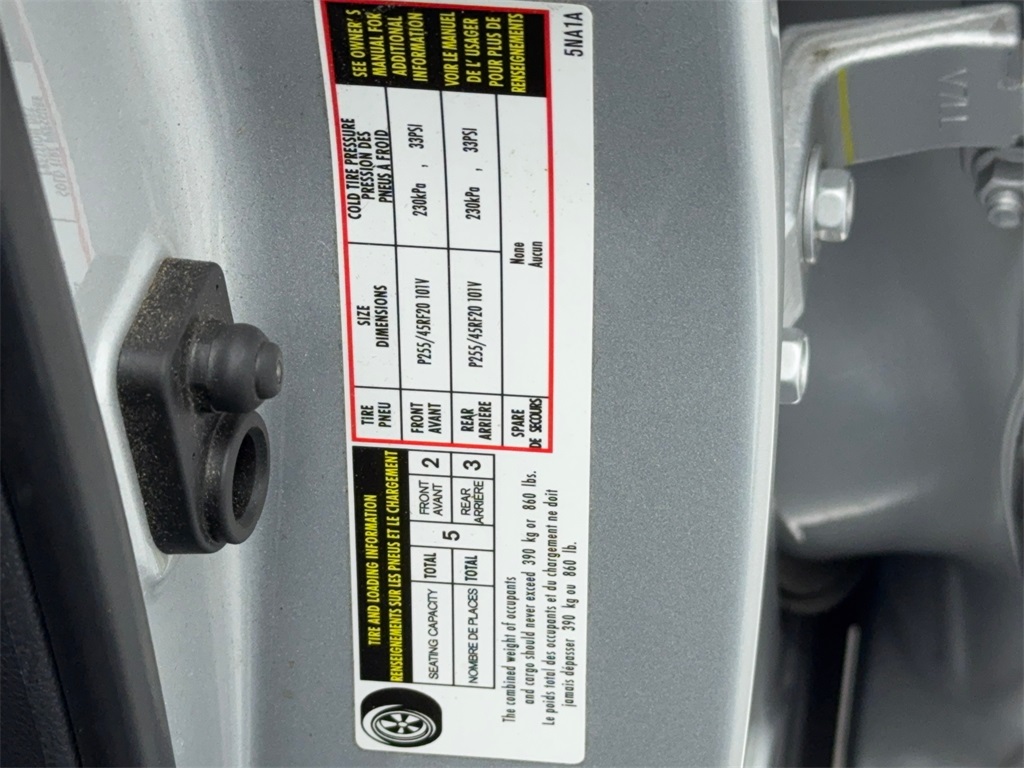 TIRE AND LOADING INFORMATION
RENSEIGNEMENTS SUR LES PNEUS ET LE CHARGEMENT
SEATING CAPACITY TOTAL 5 FRONT AVANT 2
NOMBRE DE PLACES TOTAL REAR ARRIÈRE 3
The combined weight of occupants
and cargo should never exceed 390 kg or 860 lbs.
Le poids total des occupants et du chargement ne doit
jamais dépasser 390 kg ou 860 lb.
TIRE
PNEU
SIZE
DIMENSIONS
COLD TIRE PRESSURE
PRESSION DES
PNEUS À FROID
FRONT
AVANT
P255/45RF20 101V
230kPa , 33PSI
REAR
ARRIÈRE
P255/45RF20 101V
230kPa , 33PSI
SPARE
DE SECOURS
None
Aucun
SEE OWNER'S
MANUAL FOR
ADDITIONAL
INFORMATION
VOIR LE MANUEL
DE L' USAGER
POUR PLUS DE
RENSEIGNEMENTS
5NA1A